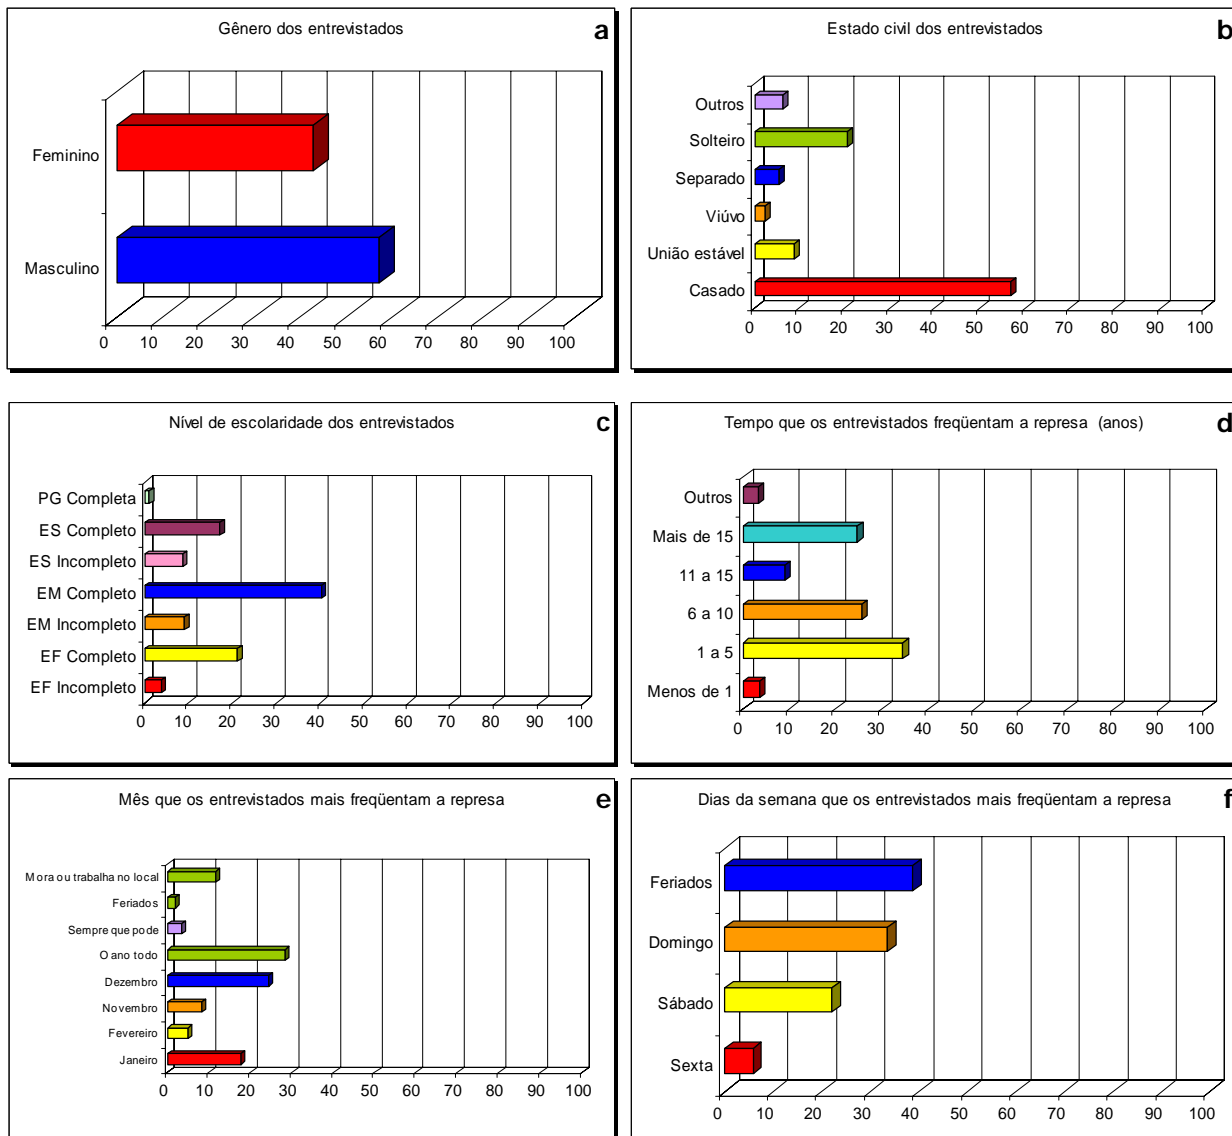 Gênero dos entrevistados
a
Feminino
Masculino
0 10 20 30 40 50 60 70 80 90 100
Estado civil dos entrevistados
b
Outros
Solteiro
Separado
Viúvo
União estável
Casado
0 10 20 30 40 50 60 70 80 90 100
Nível de escolaridade dos entrevistados
c
PG Completa
ES Completo
ES Incompleto
EM Completo
EM Incompleto
EF Completo
EF Incompleto
0 10 20 30 40 50 60 70 80 90 100
Tempo que os entrevistados freqüentam a represa (anos)
d
Outros
Mais de 15
11 a 15
6 a 10
1 a 5
Menos de 1
0 10 20 30 40 50 60 70 80 90 100
Mês que os entrevistados mais freqüentam a represa
e
Mora ou trabalha no local
Feriados
Sempre que pode
O ano todo
Dezembro
Novembro
Fevereiro
Janeiro
0 10 20 30 40 50 60 70 80 90 100
Dias da semana que os entrevistados mais freqüentam a represa
f
Feriados
Domingo
Sábado
Sexta
0 10 20 30 40 50 60 70 80 90 100